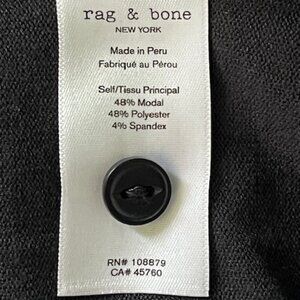 rag & bone
NEW YORK
Made in Peru
Fabriqué au Pérou
Self/Tissu Principal
48% Modal
48% Polyester
4% Spandex
RN# 108879
CA# 45760